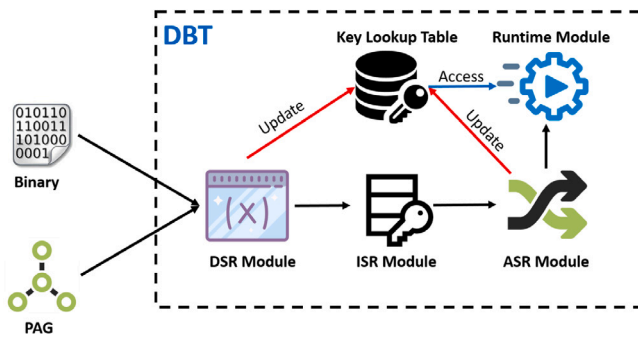 DBT
Key Lookup Table
Runtime Module
Access
Update
Update
010110
110011
101000
0001
Binary
(x)
DSR Module
ISR Module
ASR Module
PAG